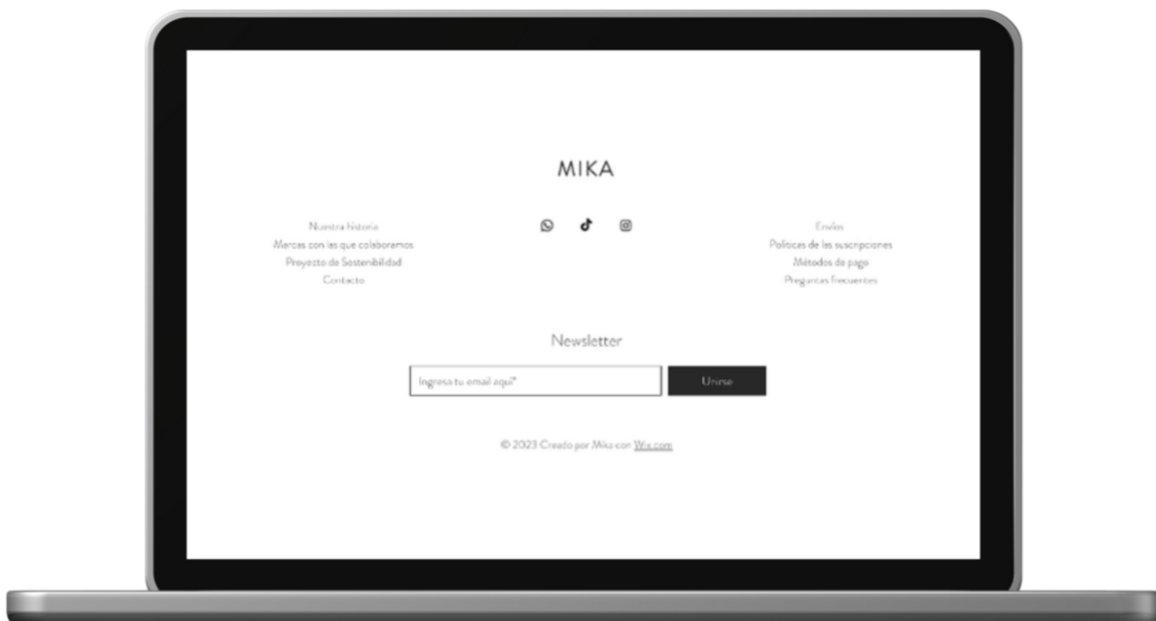 MIKA
Nuestra historia
Marcas con las que colaboramos
Proyecto de Sostenibilidad
Contacto
Envíos
Políticas de las suscripciones
Métodos de pago
Preguntas frecuentes
Newsletter
Ingresa tu email aquí*
Unirse
© 2023 Creado por Mika con Wix.com